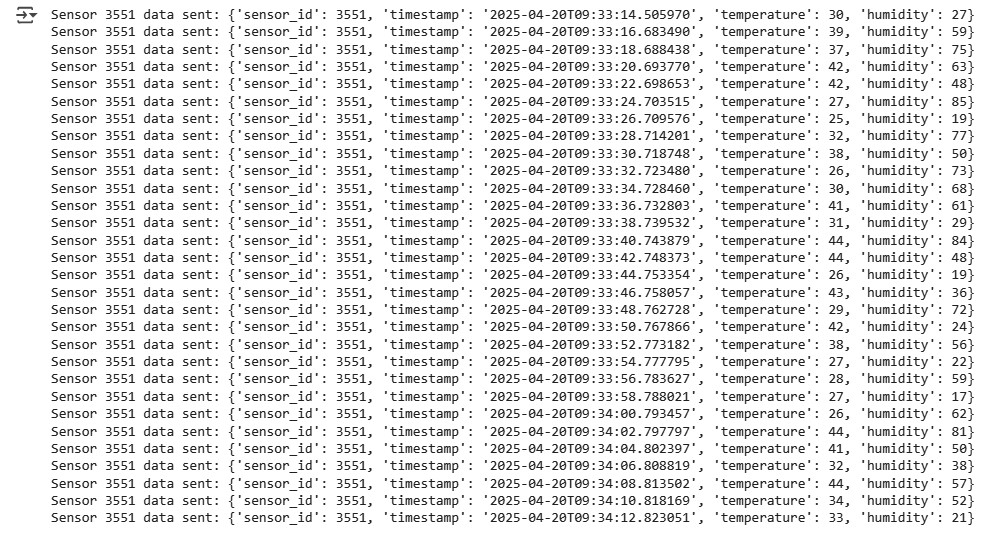 Sensor 3551 data sent: {'sensor_id': 3551, 'timestamp': '2025-04-20T09:33:14.505970', 'temperature': 30, 'humidity': 27}
Sensor 3551 data sent: {'sensor_id': 3551, 'timestamp': '2025-04-20T09:33:16.683490', 'temperature': 39, 'humidity': 59}
Sensor 3551 data sent: {'sensor_id': 3551, 'timestamp': '2025-04-20T09:33:18.688438', 'temperature': 37, 'humidity': 75}
Sensor 3551 data sent: {'sensor_id': 3551, 'timestamp': '2025-04-20T09:33:20.693770', 'temperature': 42, 'humidity': 63}
Sensor 3551 data sent: {'sensor_id': 3551, 'timestamp': '2025-04-20T09:33:22.698653', 'temperature': 42, 'humidity': 48}
Sensor 3551 data sent: {'sensor_id': 3551, 'timestamp': '2025-04-20T09:33:24.703515', 'temperature': 27, 'humidity': 85}
Sensor 3551 data sent: {'sensor_id': 3551, 'timestamp': '2025-04-20T09:33:26.709576', 'temperature': 25, 'humidity': 19}
Sensor 3551 data sent: {'sensor_id': 3551, 'timestamp': '2025-04-20T09:33:28.714201', 'temperature': 32, 'humidity': 77}
Sensor 3551 data sent: {'sensor_id': 3551, 'timestamp': '2025-04-20T09:33:30.718748', 'temperature': 38, 'humidity': 50}
Sensor 3551 data sent: {'sensor_id': 3551, 'timestamp': '2025-04-20T09:33:32.723480', 'temperature': 26, 'humidity': 73}
Sensor 3551 data sent: {'sensor_id': 3551, 'timestamp': '2025-04-20T09:33:34.728460', 'temperature': 30, 'humidity': 68}
Sensor 3551 data sent: {'sensor_id': 3551, 'timestamp': '2025-04-20T09:33:36.732803', 'temperature': 41, 'humidity': 61}
Sensor 3551 data sent: {'sensor_id': 3551, 'timestamp': '2025-04-20T09:33:38.739532', 'temperature': 31, 'humidity': 29}
Sensor 3551 data sent: {'sensor_id': 3551, 'timestamp': '2025-04-20T09:33:40.743879', 'temperature': 44, 'humidity': 84}
Sensor 3551 data sent: {'sensor_id': 3551, 'timestamp': '2025-04-20T09:33:42.748373', 'temperature': 44, 'humidity': 48}
Sensor 3551 data sent: {'sensor_id': 3551, 'timestamp': '2025-04-20T09:33:44.753354', 'temperature': 26, 'humidity': 19}
Sensor 3551 data sent: {'sensor_id': 3551, 'timestamp': '2025-04-20T09:33:46.758057', 'temperature': 43, 'humidity': 36}
Sensor 3551 data sent: {'sensor_id': 3551, 'timestamp': '2025-04-20T09:33:48.762728', 'temperature': 29, 'humidity': 72}
Sensor 3551 data sent: {'sensor_id': 3551, 'timestamp': '2025-04-20T09:33:50.767866', 'temperature': 42, 'humidity': 24}
Sensor 3551 data sent: {'sensor_id': 3551, 'timestamp': '2025-04-20T09:33:52.773182', 'temperature': 38, 'humidity': 56}
Sensor 3551 data sent: {'sensor_id': 3551, 'timestamp': '2025-04-20T09:33:54.777795', 'temperature': 27, 'humidity': 22}
Sensor 3551 data sent: {'sensor_id': 3551, 'timestamp': '2025-04-20T09:33:56.783627', 'temperature': 28, 'humidity': 59}
Sensor 3551 data sent: {'sensor_id': 3551, 'timestamp': '2025-04-20T09:33:58.788021', 'temperature': 27, 'humidity': 17}
Sensor 3551 data sent: {'sensor_id': 3551, 'timestamp': '2025-04-20T09:34:00.793457', 'temperature': 26, 'humidity': 62}
Sensor 3551 data sent: {'sensor_id': 3551, 'timestamp': '2025-04-20T09:34:02.797797', 'temperature': 44, 'humidity': 81}
Sensor 3551 data sent: {'sensor_id': 3551, 'timestamp': '2025-04-20T09:34:04.802397', 'temperature': 41, 'humidity': 50}
Sensor 3551 data sent: {'sensor_id': 3551, 'timestamp': '2025-04-20T09:34:06.808819', 'temperature': 32, 'humidity': 38}
Sensor 3551 data sent: {'sensor_id': 3551, 'timestamp': '2025-04-20T09:34:08.813502', 'temperature': 44, 'humidity': 57}
Sensor 3551 data sent: {'sensor_id': 3551, 'timestamp': '2025-04-20T09:34:10.818169', 'temperature': 34, 'humidity': 52}
Sensor 3551 data sent: {'sensor_id': 3551, 'timestamp': '2025-04-20T09:34:12.823051', 'temperature': 33, 'humidity': 21}